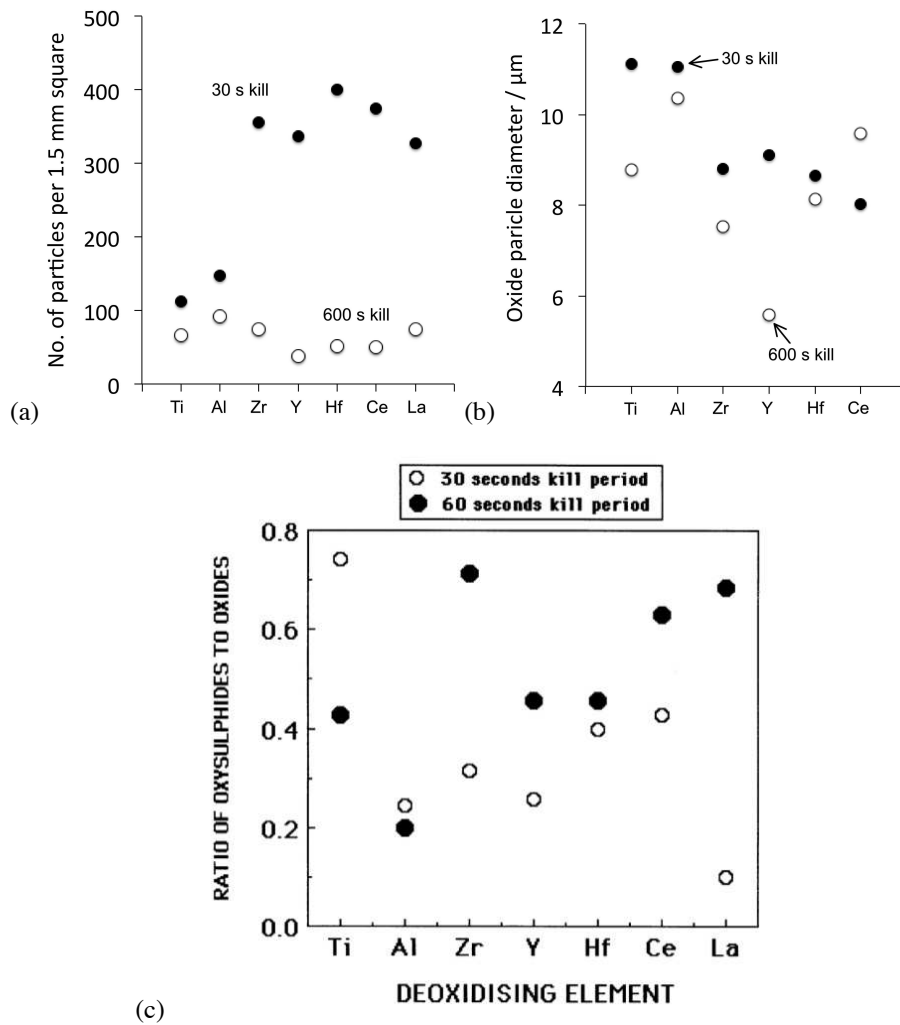 (a)
No. of particles per 1.5 mm square
500
400
300
200
100
0
30 s kill
600 s kill
Ti Al Zr Y Hf Ce La
(b)
Oxide paricle diameter / μm
12
10
8
6
4
30 s kill
600 s kill
Ti Al Zr Y Hf Ce
(c)
30 seconds kill period
60 seconds kill period
RATIO OF OXYSULPHIDES TO OXIDES
0.8
0.6
0.4
0.2
0.0
Ti Al Zr Y Hf Ce La
DEOXIDISING ELEMENT